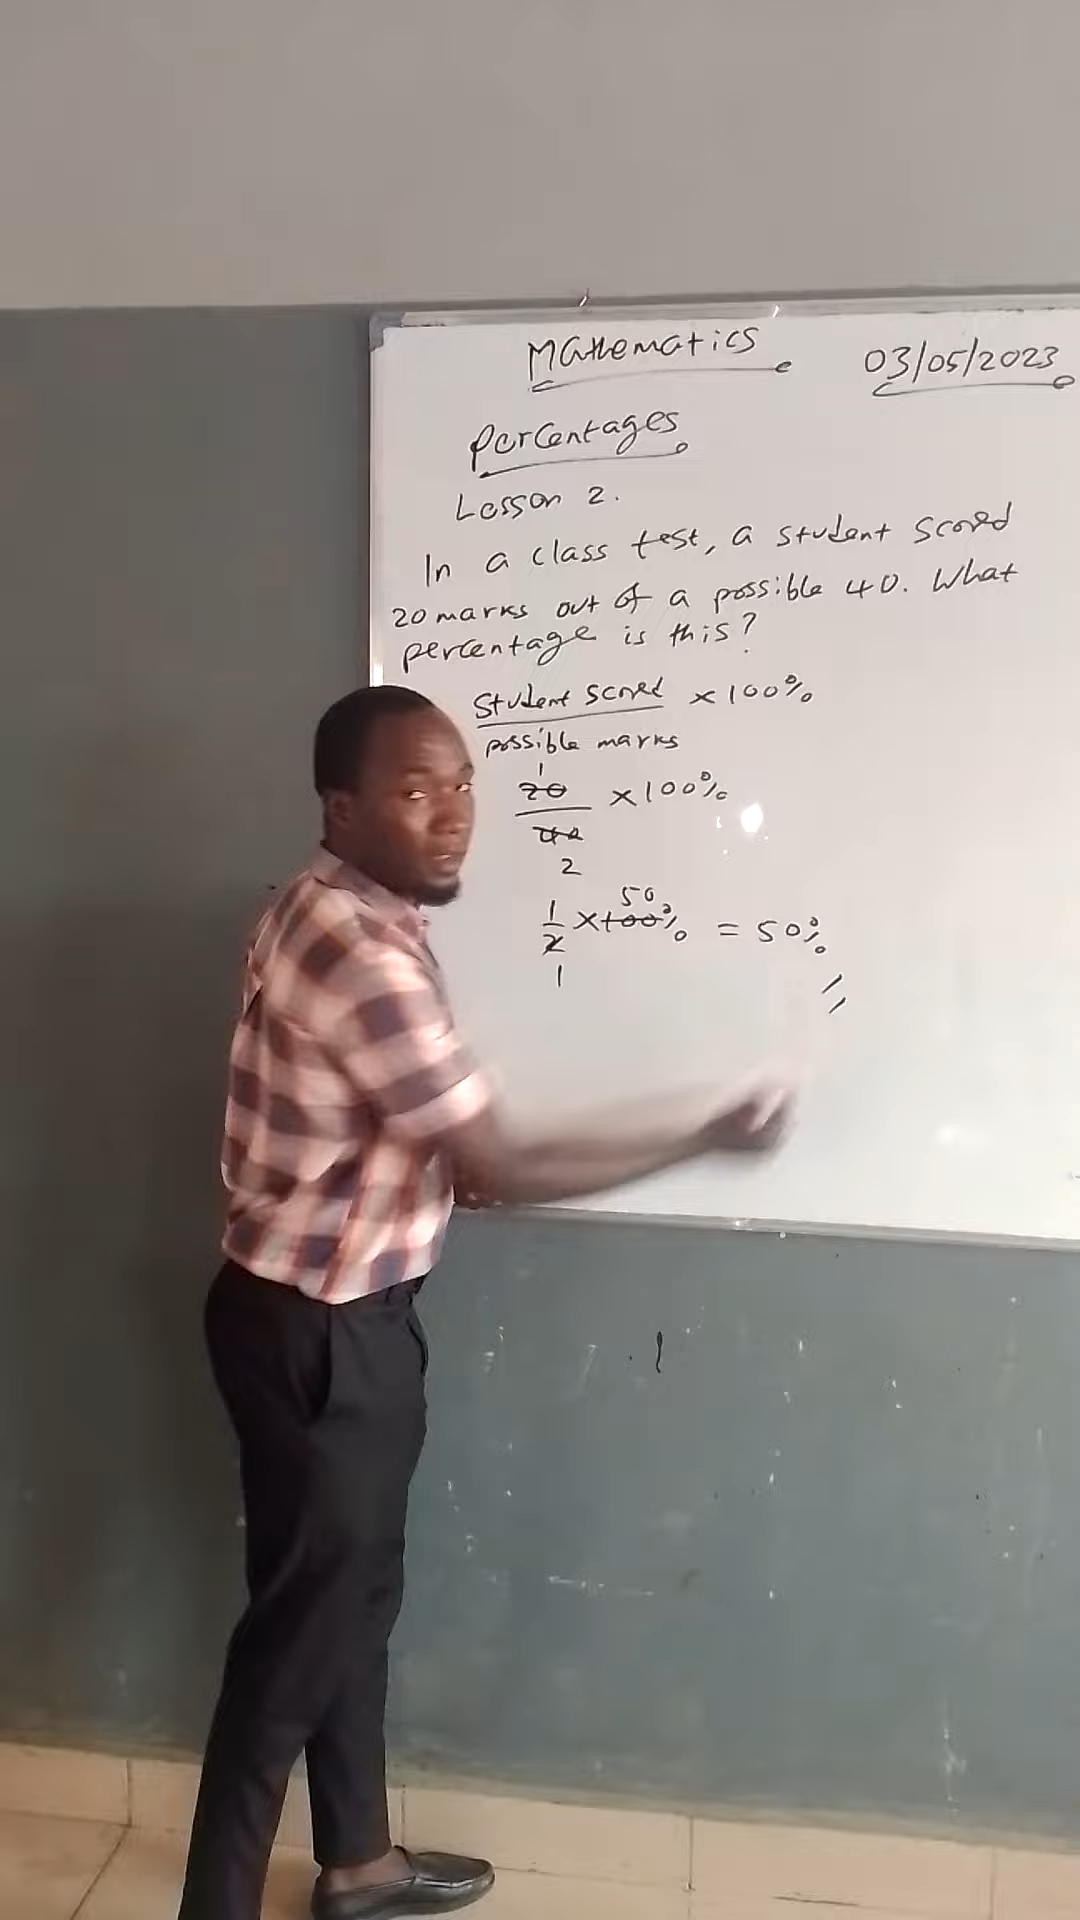 Mathematics 03/05/2023
Percentages
Lesson 2.
In a class test, a student scored
20 marks out of a possible 40. What
percentage is this?
Student scored × 100%
possible marks
1
20 × 100%
40
2
50
1 × 100% = 50%
2
1